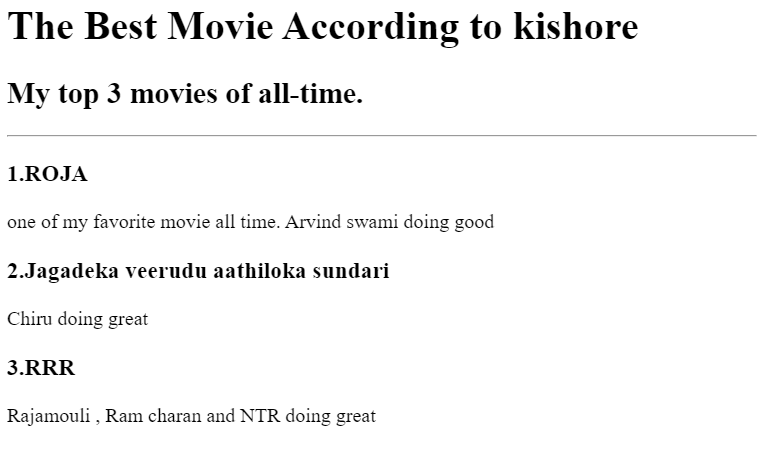 The Best Movie According to kishore
My top 3 movies of all-time.
1.ROJA
one of my favorite movie all time. Arvind swami doing good
2.Jagadeka veerudu aathiloka sundari
Chiru doing great
3.RRR
Rajamouli , Ram charan and NTR doing great